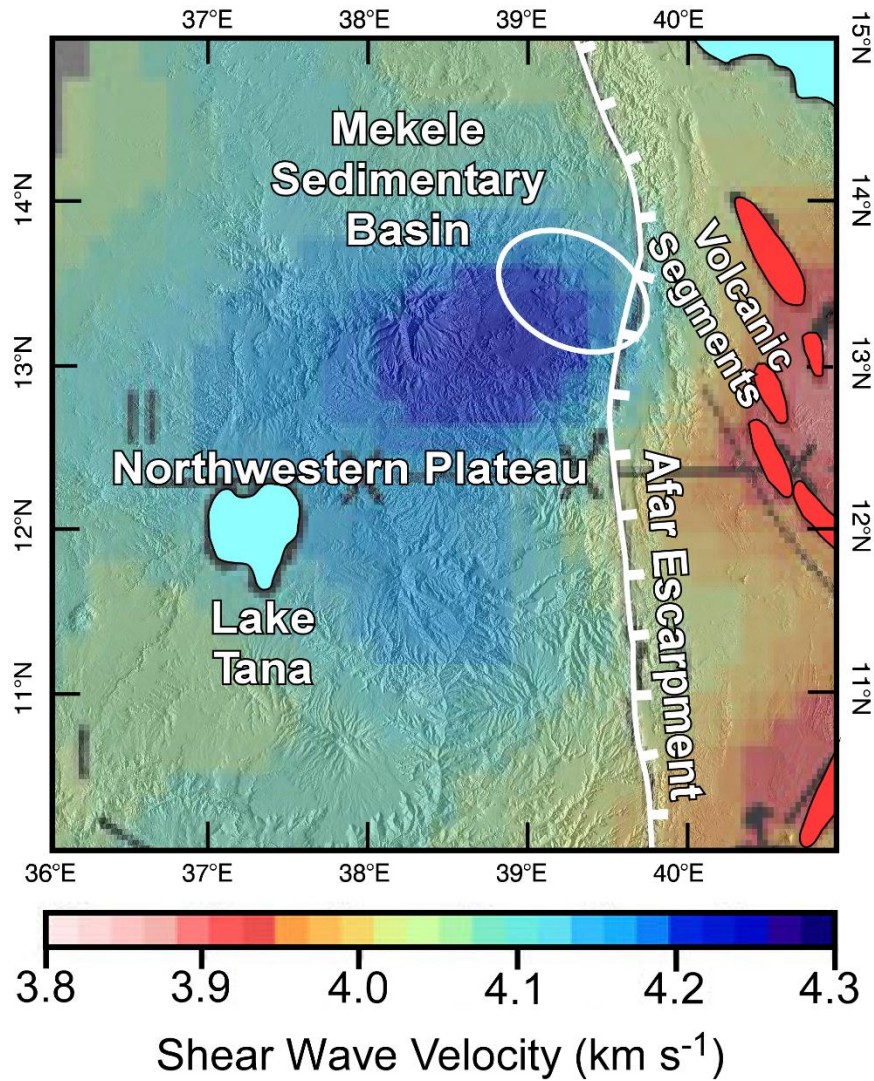 37°E
38°E
39°E
40°E
15°N
Mekele
Sedimentary
Basin
14°N
14°N
Volcanic
Segments
13°N
13°N
Northwestern Plateau
12°N
12°N
Afar Escarpment
Lake
Tana
11°N
11°N
36°E
37°E
38°E
39°E
40°E
3.8
3.9
4.0
4.1
4.2
4.3
Shear Wave Velocity (km s⁻¹)